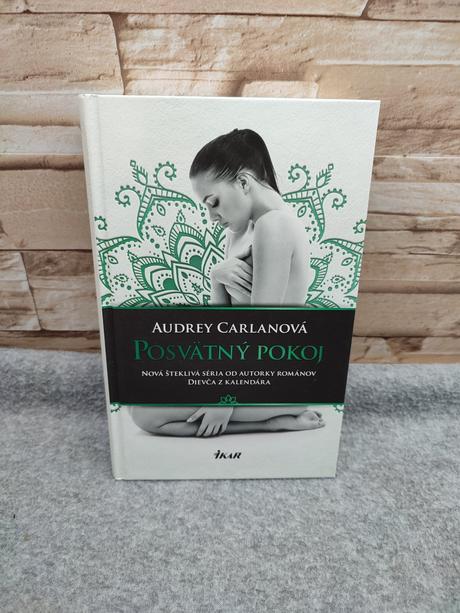 AUDREY CARLANOVÁ
POSVÄTNÝ POKOJ
NOVÁ ŠTEKLIVÁ SÉRIA OD AUTORKY ROMÁNOV
DIEVČA Z KALENDÁRA
IKAR